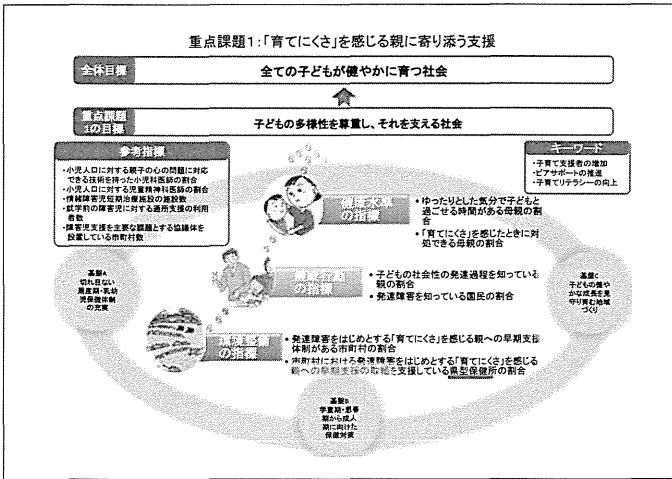 重点課題1:「育てにくさ」を感じる親に寄り添う支援
全体目標
全ての子どもが健やかに育つ社会
重点課題
1の目標
子どもの多様性を尊重し、それを支える社会
参考指標
・小児人口に対する親子の心の問題に対応
できる技術を持った小児科医師の割合
・小児人口に対する児童精神科医師の割合
・情緒障害児短期治療施設の施設数
・就学前の障害児に対する通所支援の利用
者数
・障害児支援を主要な課題とする協議体を
設置している市町村数
キーワード
・子育て支援者の増加
・ピアサポートの推進
・子育てリテラシーの向上
健康水準
の指標
・ゆったりとした気分で子どもと
過ごせる時間がある母親の割
合
・「育てにくさ」を感じたときに対
処できる母親の割合
健康行動
の指標
・子どもの社会性の発達過程を知っている
親の割合
・発達障害を知っている国民の割合
環境整備
の指標
・発達障害をはじめとする「育てにくさ」を感じる親への早期支援
体制がある市町村の割合
・市町村における発達障害をはじめとする「育てにくさ」を感じる
親への早期支援の取組を支援している県型保健所の割合
基盤A
切れ目ない
周産期・乳幼
児保健体制
の充実
基盤C
子どもの健や
かな成長を見
守り育む地域
づくり
基盤B
学童期・思春
期から成人
期に向けた
保健対策